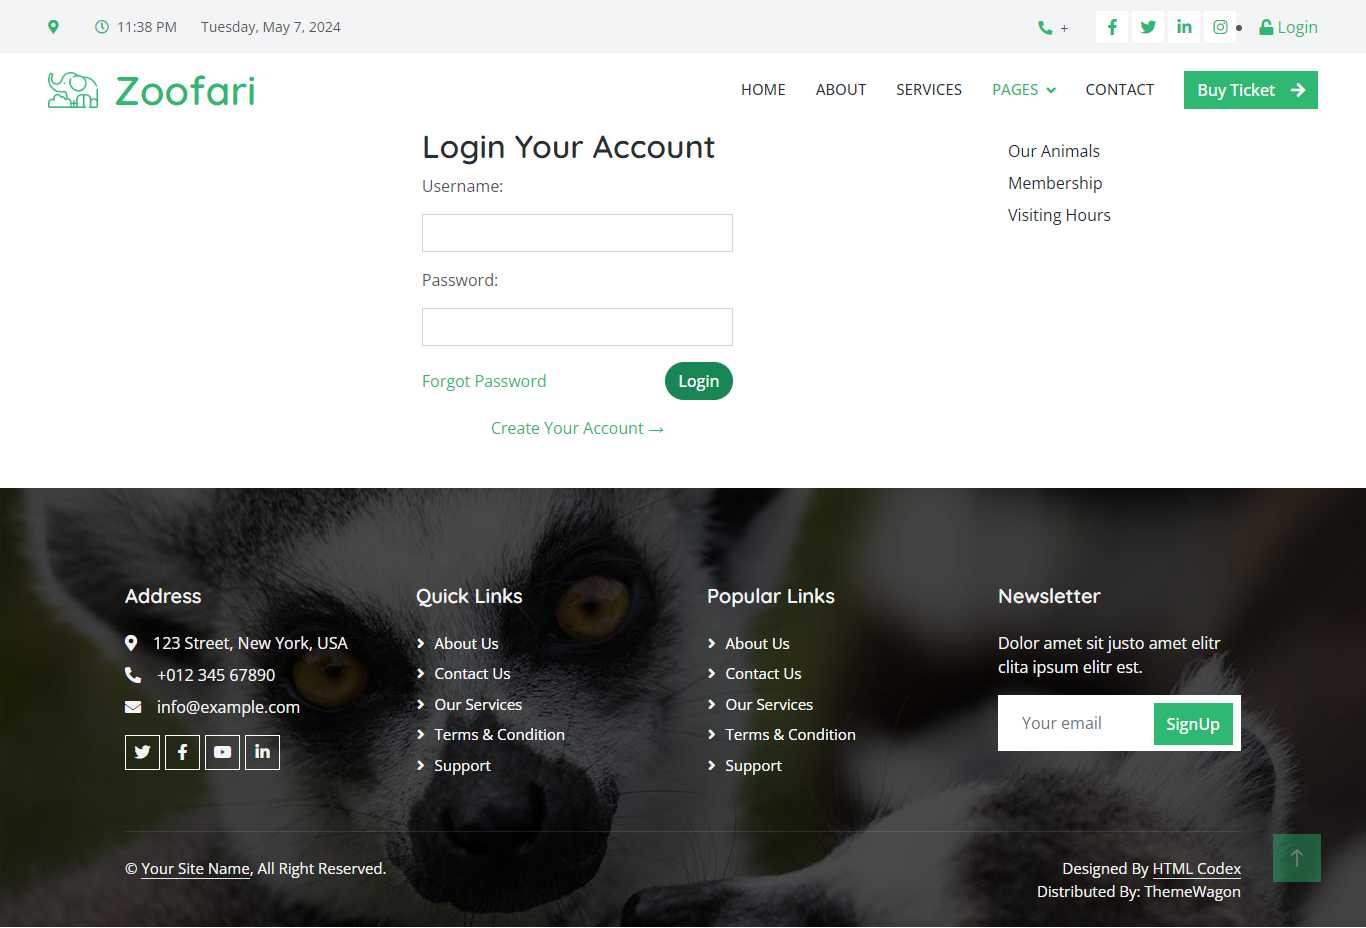 11:38 PM Tuesday, May 7, 2024 + Login
Zoofari HOME ABOUT SERVICES PAGES CONTACT Buy Ticket
Login Your Account
Username:
Password:
Forgot Password Login
Create Your Account →
Our Animals
Membership
Visiting Hours
Address
123 Street, New York, USA
+012 345 67890
info@example.com
Quick Links
About Us
Contact Us
Our Services
Terms & Condition
Support
Popular Links
About Us
Contact Us
Our Services
Terms & Condition
Support
Newsletter
Dolor amet sit justo amet elitr
clita ipsum elitr est.
Your email SignUp
© Your Site Name, All Right Reserved.
Designed By HTML Codex
Distributed By: ThemeWagon